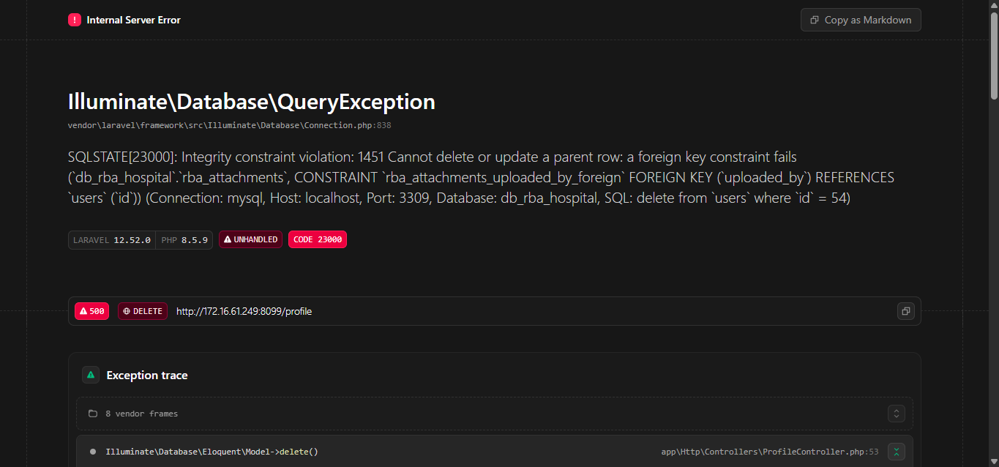 ! Internal Server Error
Copy as Markdown
Illuminate\Database\QueryException
vendor\laravel\framework\src\Illuminate\Database\Connection.php:838
SQLSTATE[23000]: Integrity constraint violation: 1451 Cannot delete or update a parent row: a foreign key constraint fails
(`db_rba_hospital`.`rba_attachments`, CONSTRAINT `rba_attachments_uploaded_by_foreign` FOREIGN KEY (`uploaded_by`) REFERENCES
`users` (`id`)) (Connection: mysql, Host: localhost, Port: 3309, Database: db_rba_hospital, SQL: delete from `users` where `id` = 54)
LARAVEL 12.52.0 PHP 8.5.9 UNHANDLED CODE 23000
500 DELETE http://172.16.61.249:8099/profile
Exception trace
8 vendor frames
Illuminate\Database\Eloquent\Model->delete() app\Http\Controllers\ProfileController.php:53